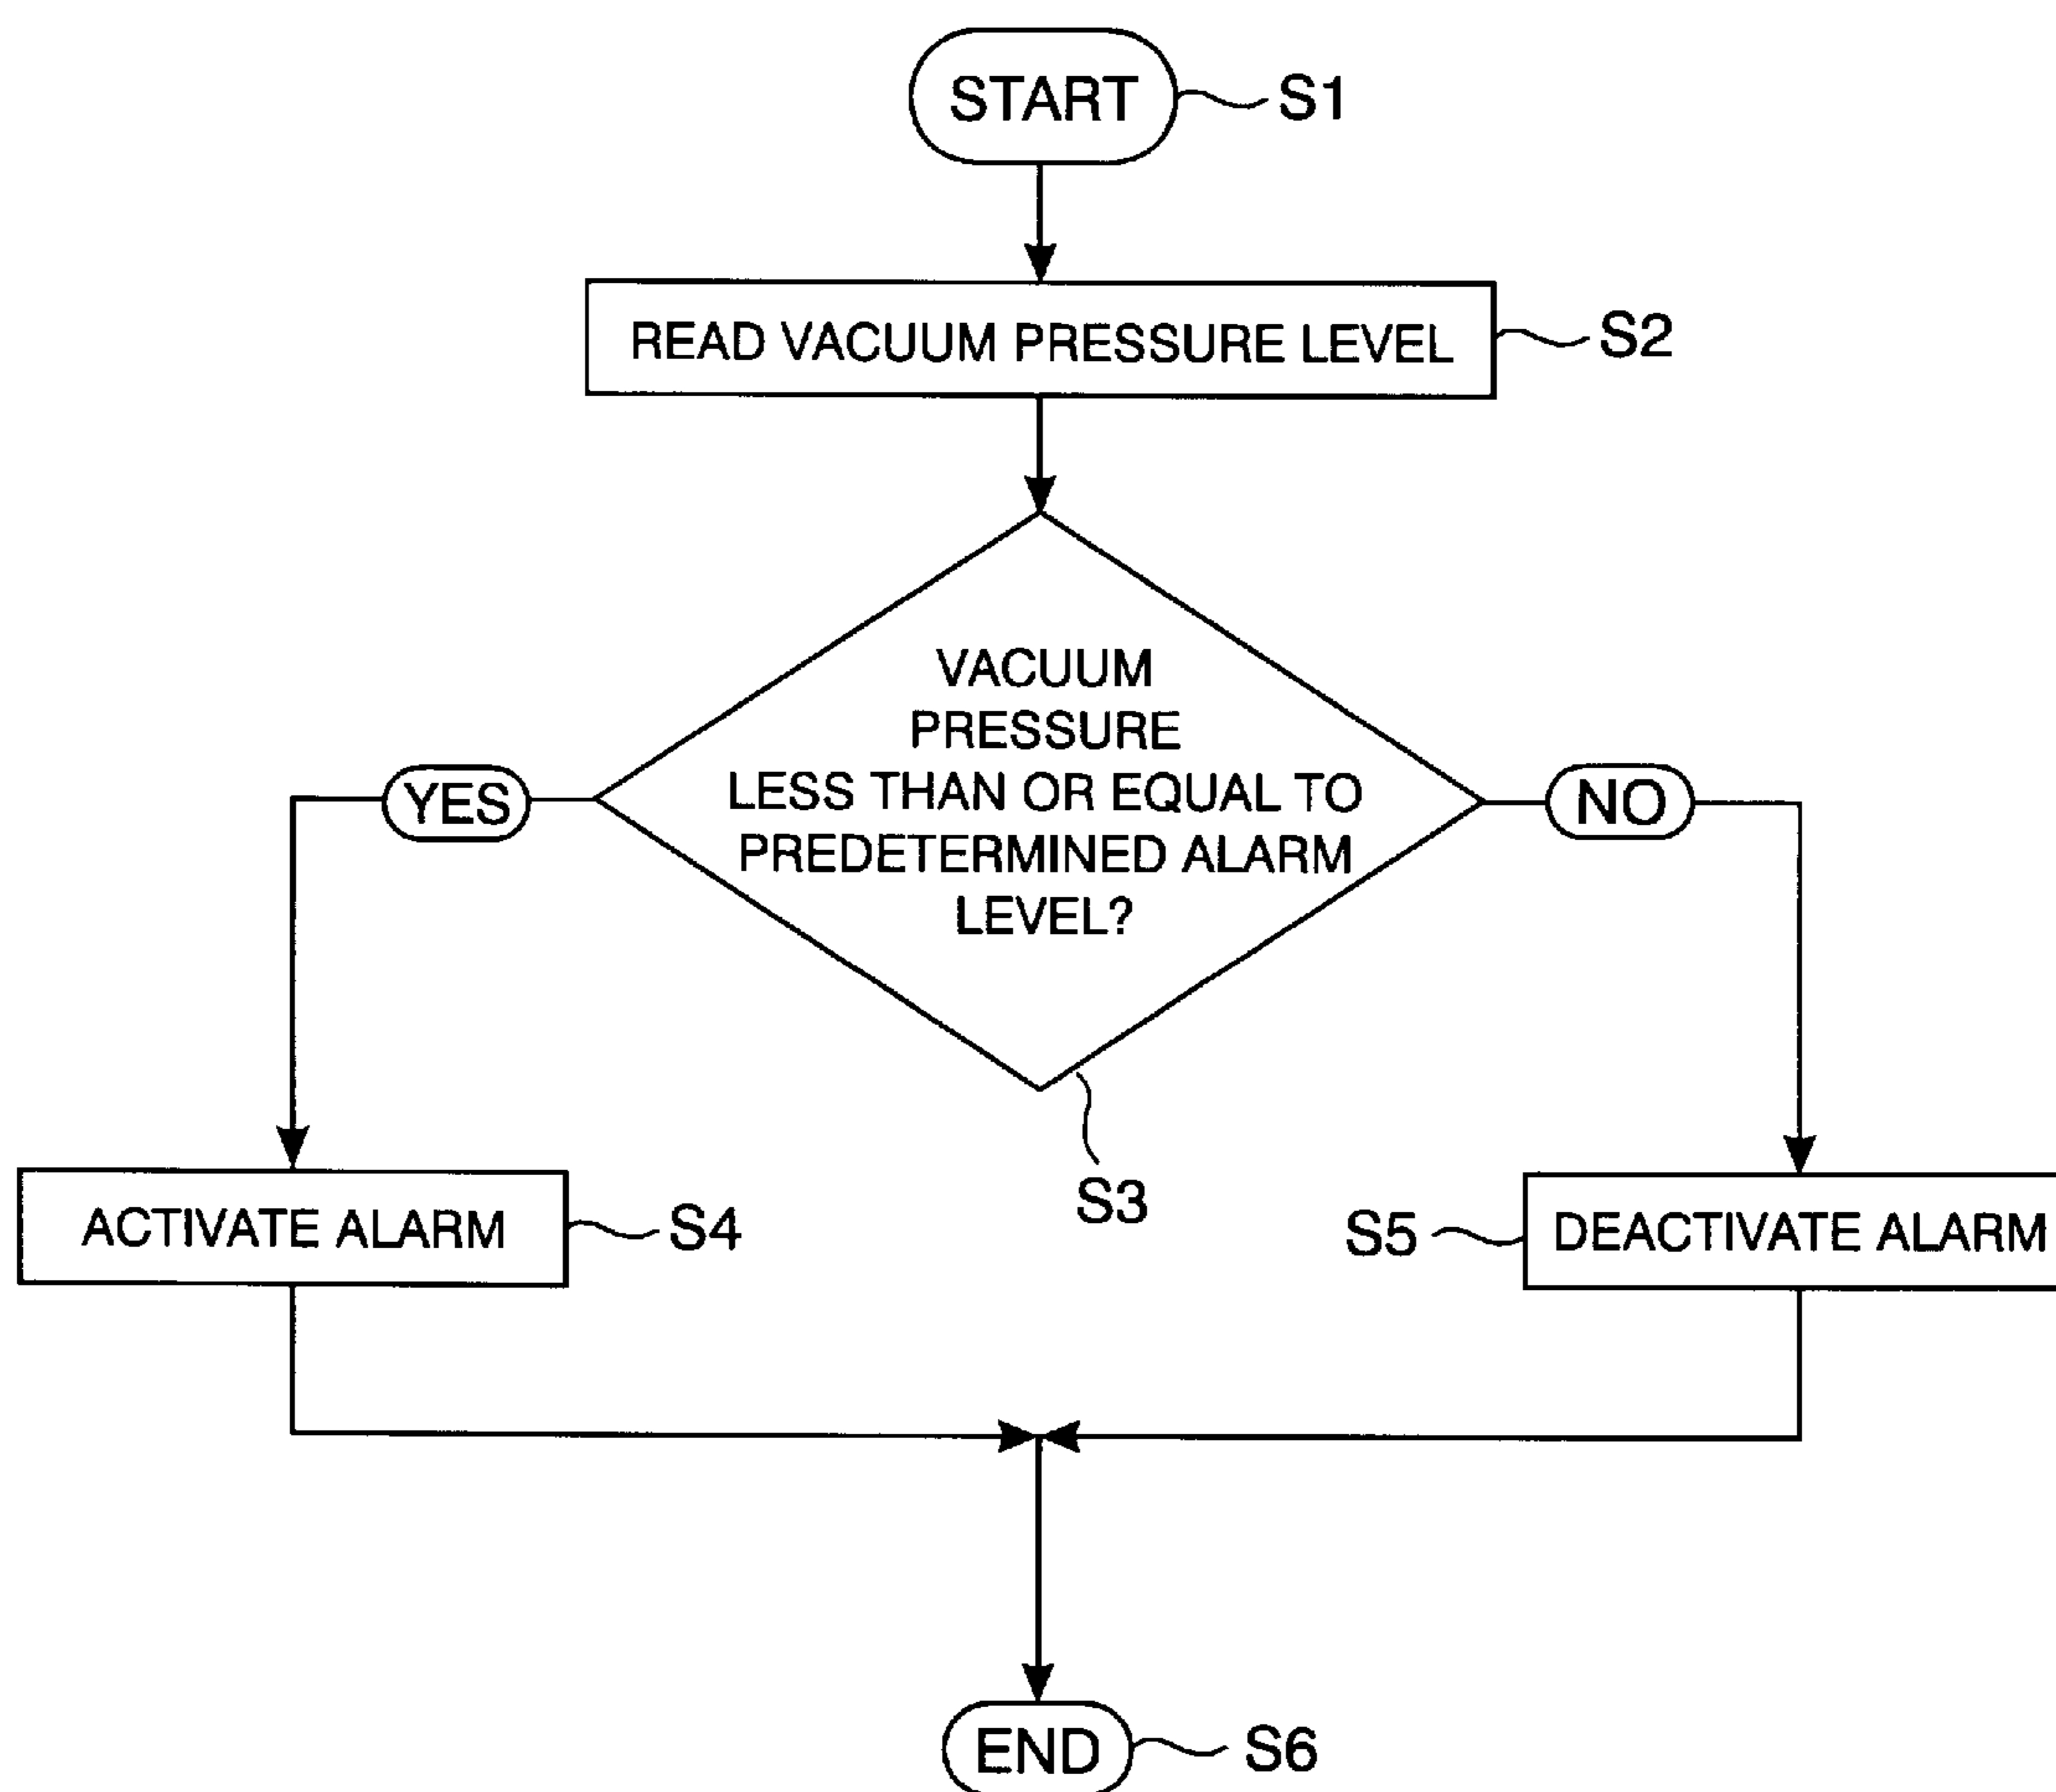 START
S1
READ VACUUM PRESSURE LEVEL
S2
VACUUM
PRESSURE
LESS THAN OR EQUAL TO
PREDETERMINED ALARM
LEVEL?
YES
NO
S3
ACTIVATE ALARM
S4
S5
DEACTIVATE ALARM
END
S6